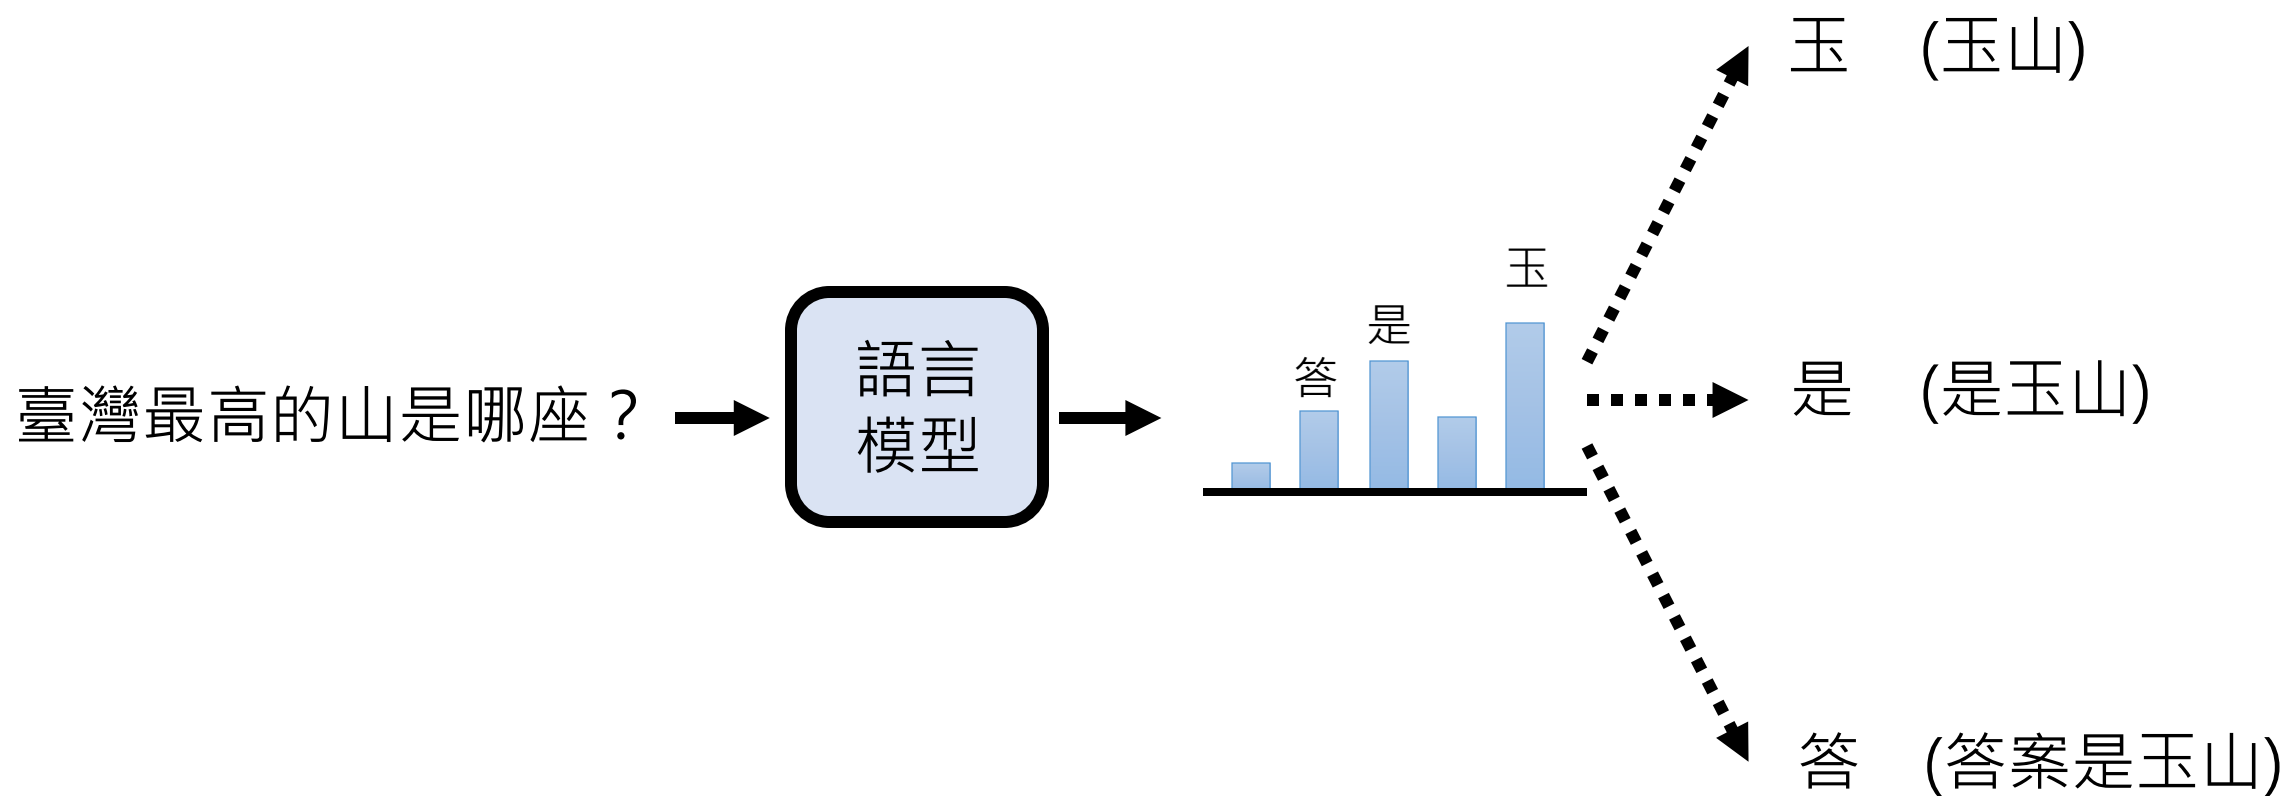 臺灣最高的山是哪座？
語言
模型
答
是
玉
玉 (玉山)
是 (是玉山)
答 (答案是玉山)